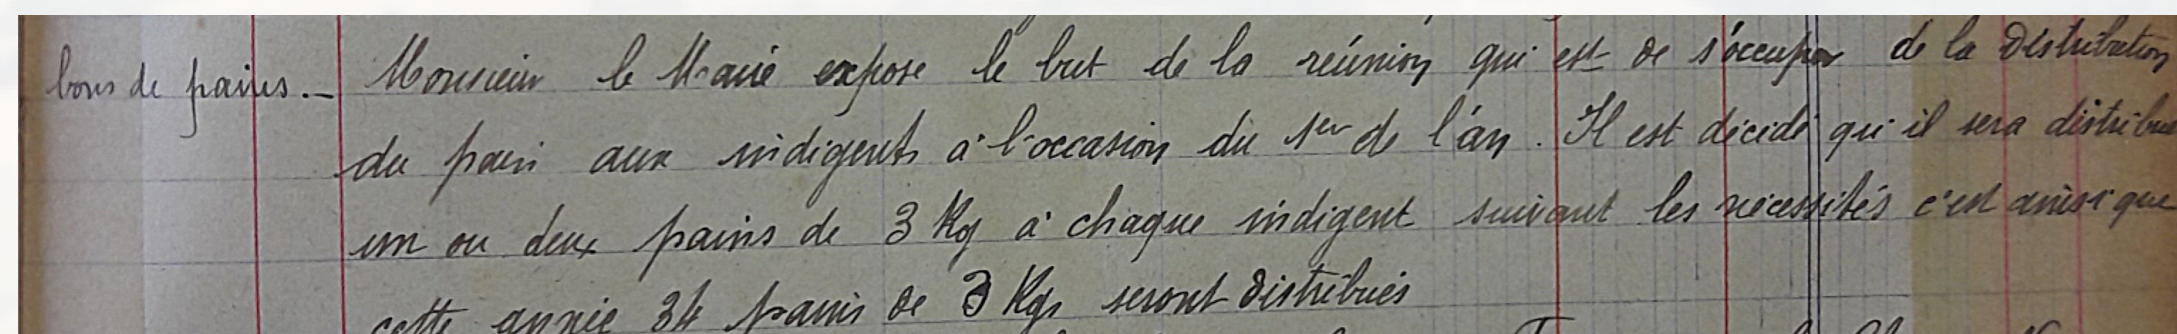 bons de pains. – Monsieur le Maire expose le but de la réunion qui est de s'occuper de la distribution
du pain aux indigents à l'occasion du 1er de l'an. Il est décidé qu'il sera distribué
un ou deux pains de 3 Kg à chaque indigent suivant les nécessités c'est ainsi que
cette année 34 pains de 3 Kgs seront distribués